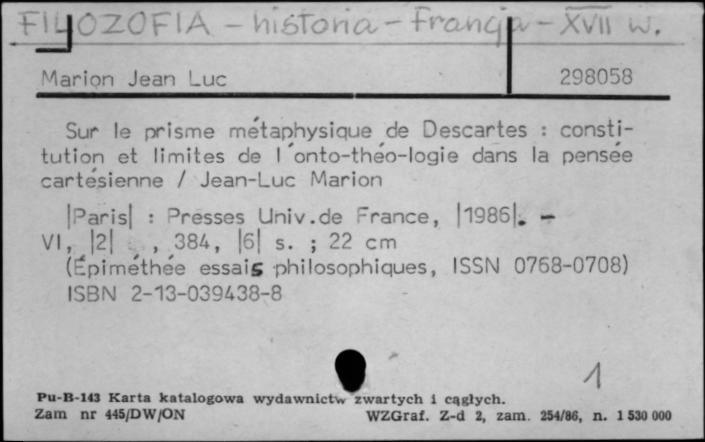 FILOZOFIA – historia – Francja – XVII w.
Marion Jean Luc 298058
Sur le prisme métaphysique de Descartes : consti-
tution et limites de l'onto-théo-logie dans la pensée
cartésienne / Jean-Luc Marion
|Paris| : Presses Univ.de France, |1986|. –
VI, |2| , 384, |6| s. ; 22 cm
(Épiméthée essais philosophiques, ISSN 0768-0708)
ISBN 2-13-039438-8
1
Pu-B-143 Karta katalogowa wydawnictw zwartych i ciągłych.
Zam nr 445/DW/ON WZGraf. Z-d 2, zam. 254/86, n. 1 530 000